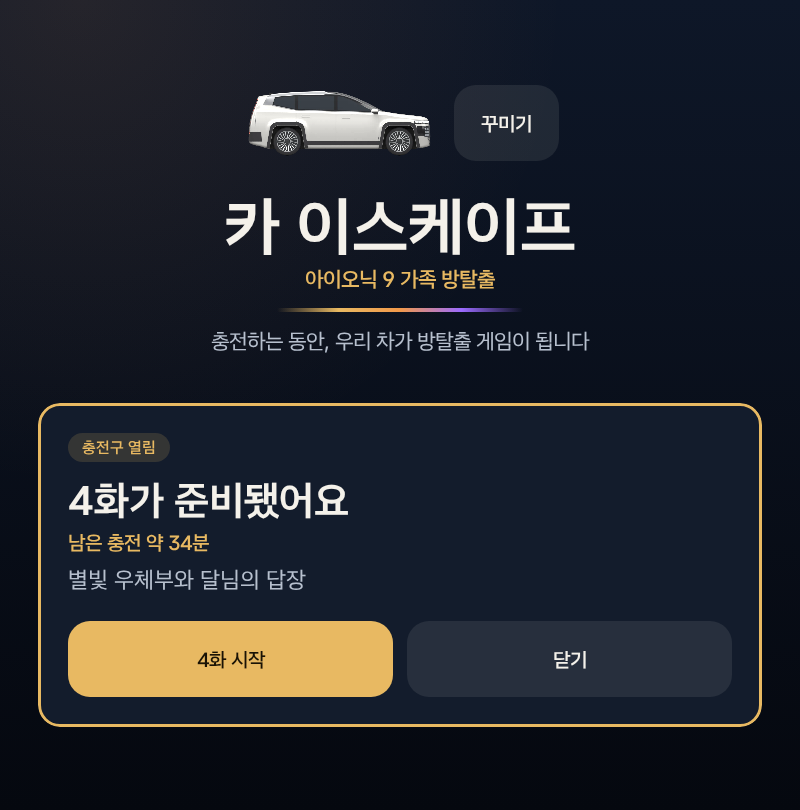 꾸미기
카 이스케이프
아이오닉 9 가족 방탈출
충전하는 동안, 우리 차가 방탈출 게임이 됩니다
충전구 열림
4화가 준비됐어요
남은 충전 약 34분
별빛 우체부와 달님의 답장
4화 시작
닫기